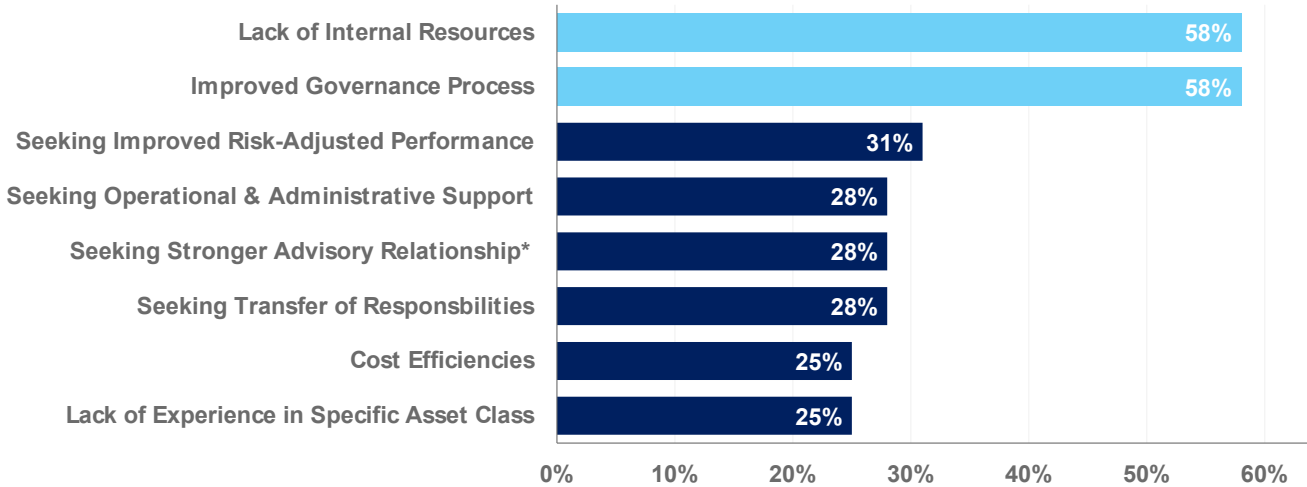 Lack of Internal Resources 58%
Improved Governance Process 58%
Seeking Improved Risk-Adjusted Performance 31%
Seeking Operational & Administrative Support 28%
Seeking Stronger Advisory Relationship* 28%
Seeking Transfer of Responsbilities 28%
Cost Efficiencies 25%
Lack of Experience in Specific Asset Class 25%
0% 10% 20% 30% 40% 50% 60%